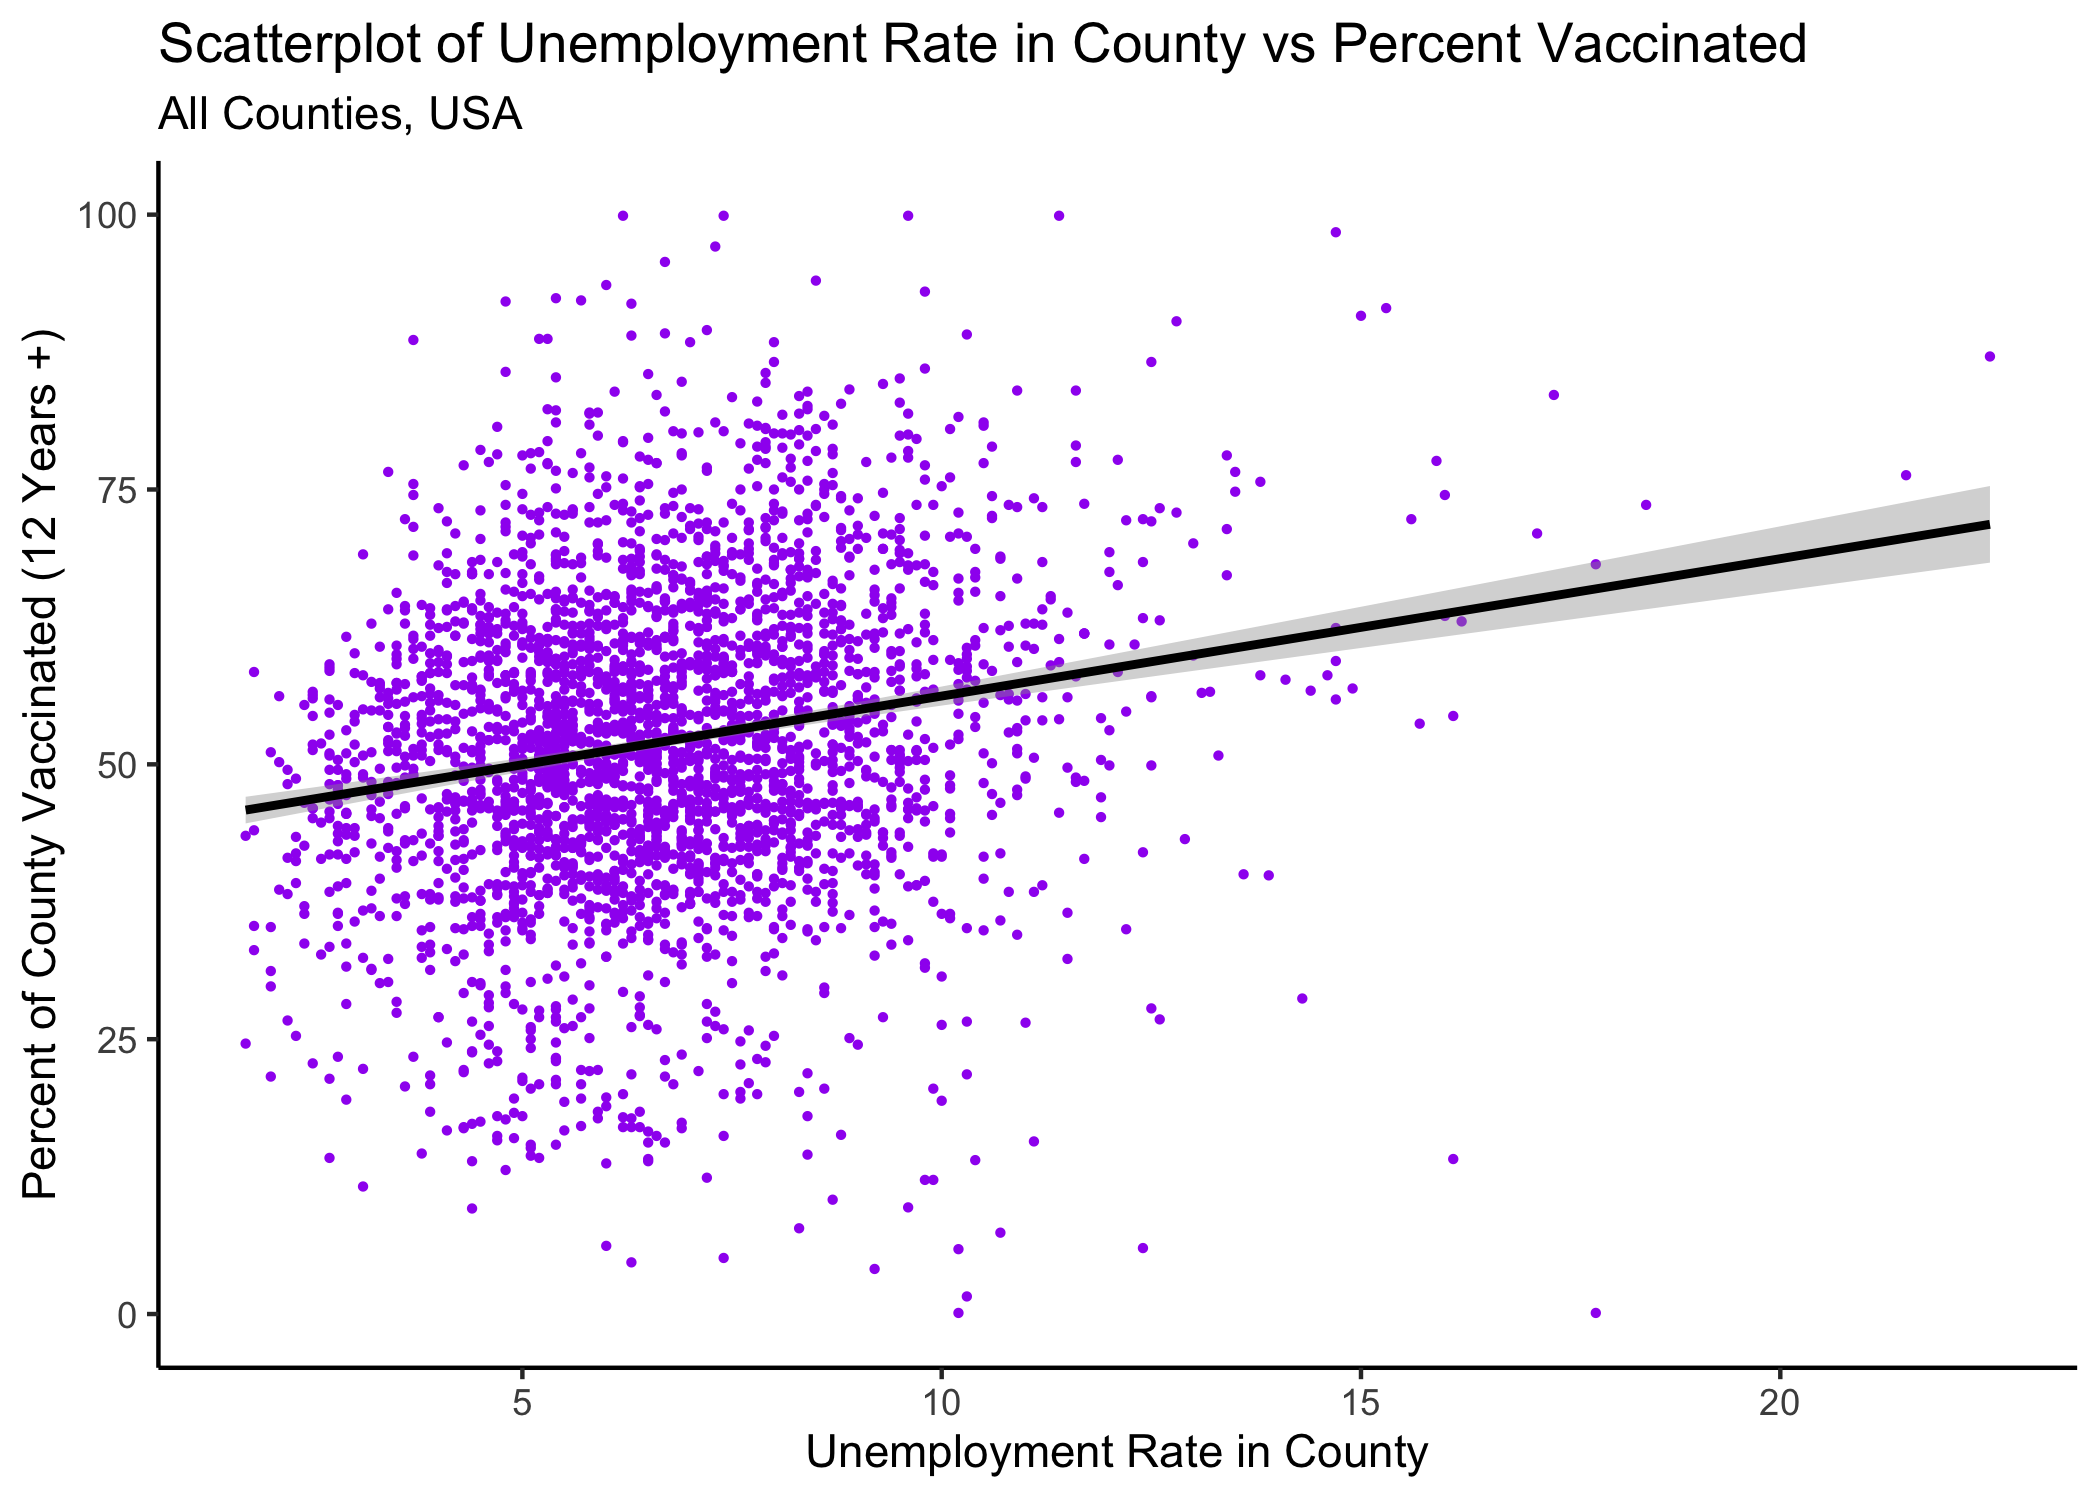 Scatterplot of Unemployment Rate in County vs Percent Vaccinated
All Counties, USA
Percent of County Vaccinated (12 Years +)
100
75
50
25
0
5
10
15
20
Unemployment Rate in County